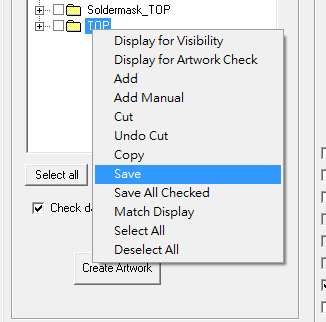 Soldermask_TOP
TOP
Display for Visibility
Display for Artwork Check
Add
Add Manual
Cut
Undo Cut
Copy
Save
Save All Checked
Match Display
Select All
Deselect All
Select all
Check
Create Artwork